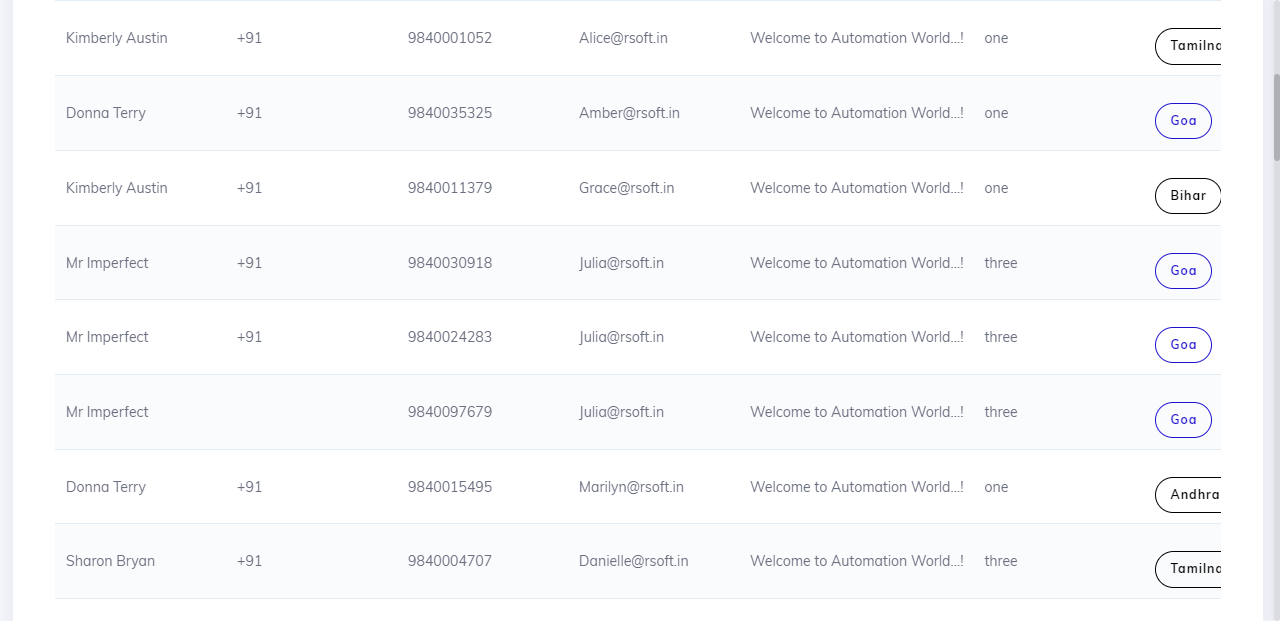 Kimberly Austin +91 9840001052 Alice@rsoft.in Welcome to Automation World...! one Tamilna
Donna Terry +91 9840035325 Amber@rsoft.in Welcome to Automation World...! one Goa
Kimberly Austin +91 9840011379 Grace@rsoft.in Welcome to Automation World...! one Bihar
Mr Imperfect +91 9840030918 Julia@rsoft.in Welcome to Automation World...! three Goa
Mr Imperfect +91 9840024283 Julia@rsoft.in Welcome to Automation World...! three Goa
Mr Imperfect 9840097679 Julia@rsoft.in Welcome to Automation World...! three Goa
Donna Terry +91 9840015495 Marilyn@rsoft.in Welcome to Automation World...! one Andhra
Sharon Bryan +91 9840004707 Danielle@rsoft.in Welcome to Automation World...! three Tamilna